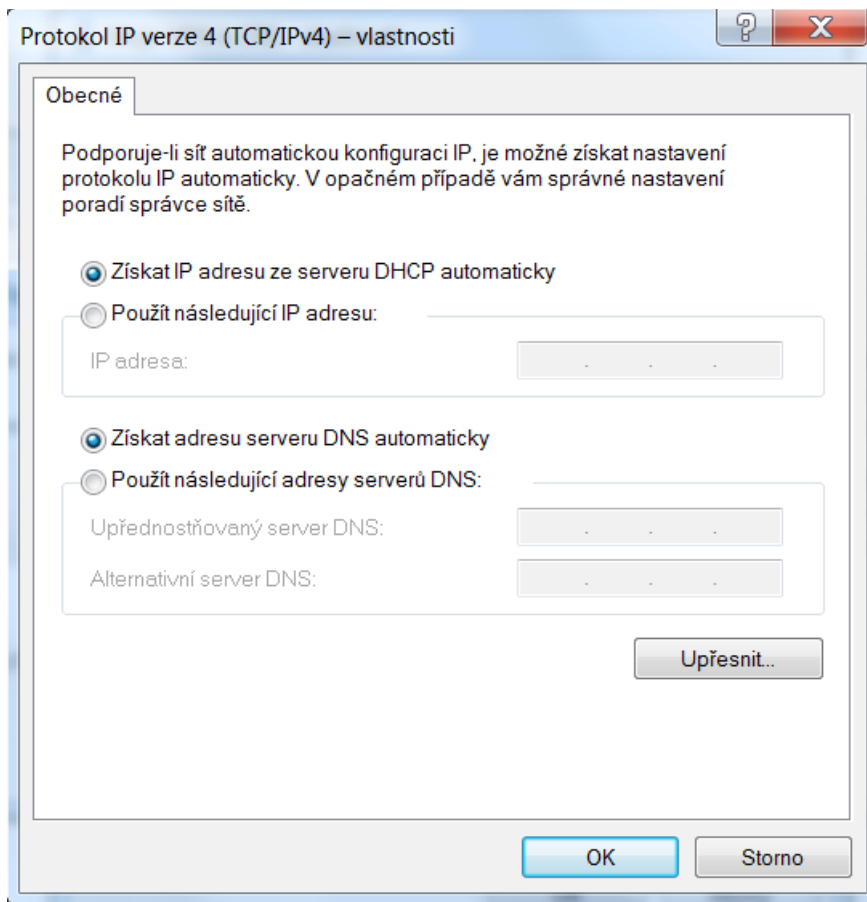 Protokol IP verze 4 (TCP/IPv4) – vlastnosti
Obecné
Podporuje-li síť automatickou konfiguraci IP, je možné získat nastavení
protokolu IP automaticky. V opačném případě vám správné nastavení
poradí správce sítě.
Získat IP adresu ze serveru DHCP automaticky
Použít následující IP adresu:
IP adresa:
Získat adresu serveru DNS automaticky
Použít následující adresy serverů DNS:
Upřednostňovaný server DNS:
Alternativní server DNS:
Upřesnit...
OK
Storno